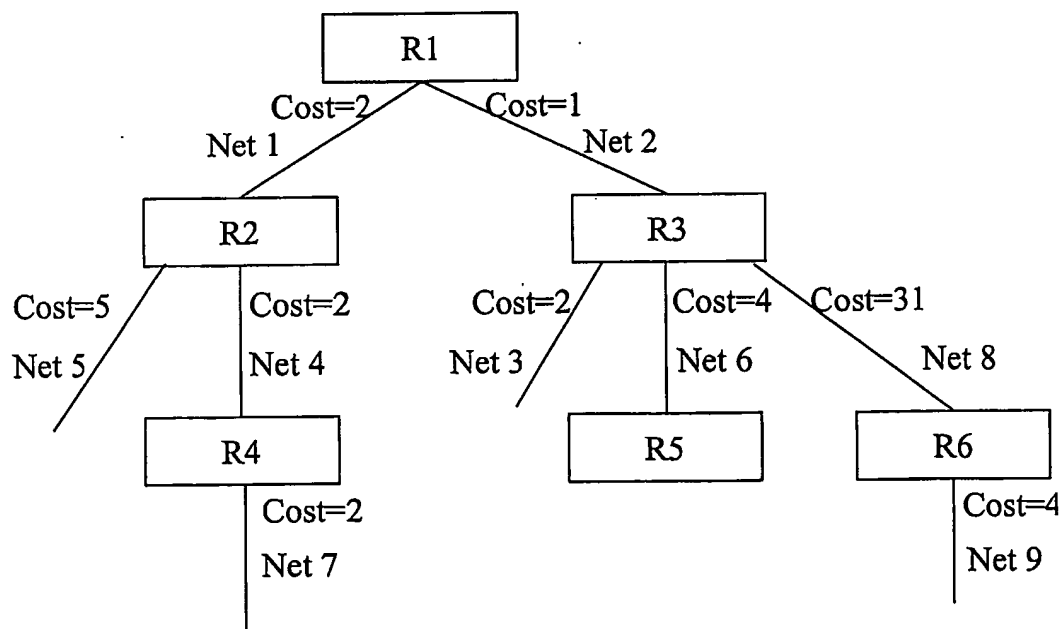 R1
Cost=2
Cost=1
Net 1
Net 2
R2
R3
Cost=5
Cost=2
Cost=2
Cost=4
Cost=31
Net 5
Net 4
Net 3
Net 6
Net 8
R4
R5
R6
Cost=2
Cost=4
Net 7
Net 9